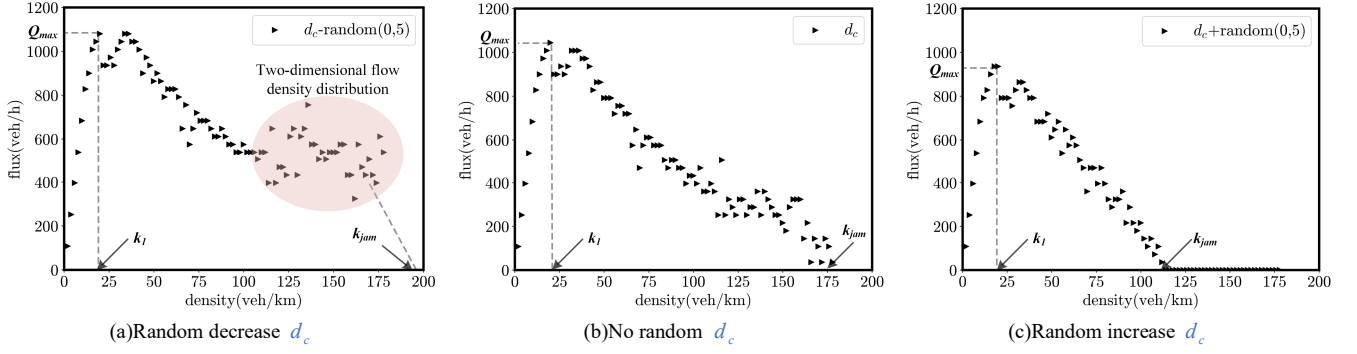 1200
1000
800
600
400
200
0
Q_max
flux(veh/h)
d_c-random(0,5)
Two-dimensional flow
density distribution
k_1
k_jam
0 25 50 75 100 125 150 175 200
density(veh/km)
(a)Random decrease d_c
1200
1000
800
600
400
200
0
Q_max
flux(veh/h)
d_c
k_1
k_jam
0 25 50 75 100 125 150 175 200
density(veh/km)
(b)No random d_c
1200
1000
800
600
400
200
0
Q_max
flux(veh/h)
d_c+random(0,5)
k_1
k_jam
0 25 50 75 100 125 150 175 200
density(veh/km)
(c)Random increase d_c